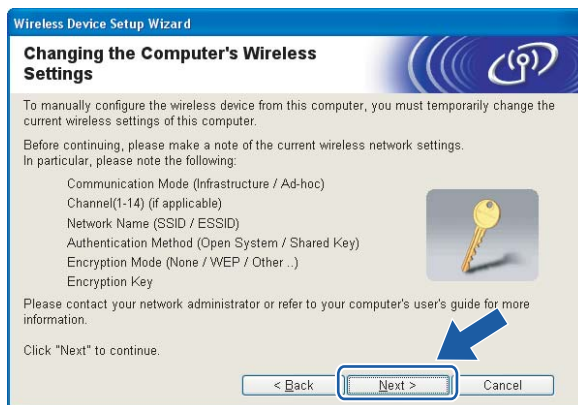 Wireless Device Setup Wizard
Changing the Computer's Wireless
Settings
To manually configure the wireless device from this computer, you must temporarily change the
current wireless settings of this computer.
Before continuing, please make a note of the current wireless network settings.
In particular, please note the following:
Communication Mode (Infrastructure / Ad-hoc)
Channel(1-14) (if applicable)
Network Name (SSID / ESSID)
Authentication Method (Open System / Shared Key)
Encryption Mode (None / WEP / Other ..)
Encryption Key
Please contact your network administrator or refer to your computer's user's guide for more
information.
Click "Next" to continue.
< Back Next > Cancel